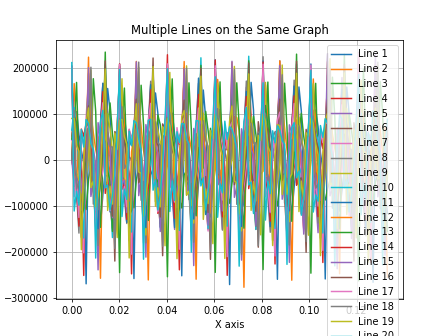 Multiple Lines on the Same Graph
200000
100000
0
−100000
−200000
−300000
0.00
0.02
0.04
0.06
0.08
0.10
X axis
Line 1
Line 2
Line 3
Line 4
Line 5
Line 6
Line 7
Line 8
Line 9
Line 10
Line 11
Line 12
Line 13
Line 14
Line 15
Line 16
Line 17
Line 18
Line 19
Line 20